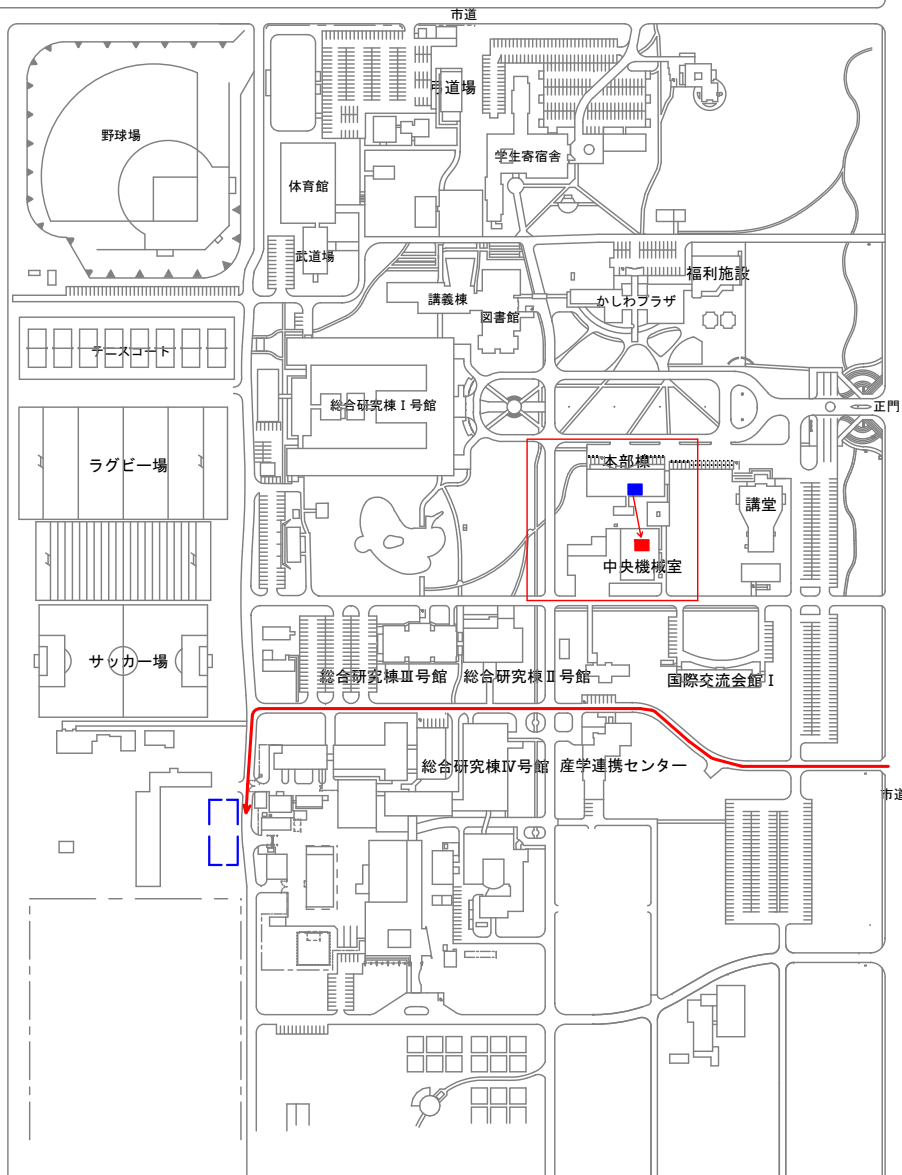 市道
弓道場
野球場
学生寄宿舎
体育館
武道場
福利施設
講義棟
かしわプラザ
図書館
テニスコート
総合研究棟Ⅰ号館
正門
本部棟
ラグビー場
講堂
中央機械室
サッカー場
総合研究棟Ⅲ号館
総合研究棟Ⅱ号館
国際交流会館Ⅰ
総合研究棟Ⅳ号館
産学連携センター
市道